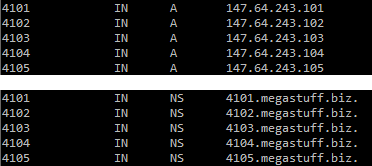 4101 IN A 147.64.243.101
4102 IN A 147.64.243.102
4103 IN A 147.64.243.103
4104 IN A 147.64.243.104
4105 IN A 147.64.243.105
4101 IN NS 4101.megastuff.biz.
4102 IN NS 4102.megastuff.biz.
4103 IN NS 4103.megastuff.biz.
4104 IN NS 4104.megastuff.biz.
4105 IN NS 4105.megastuff.biz.